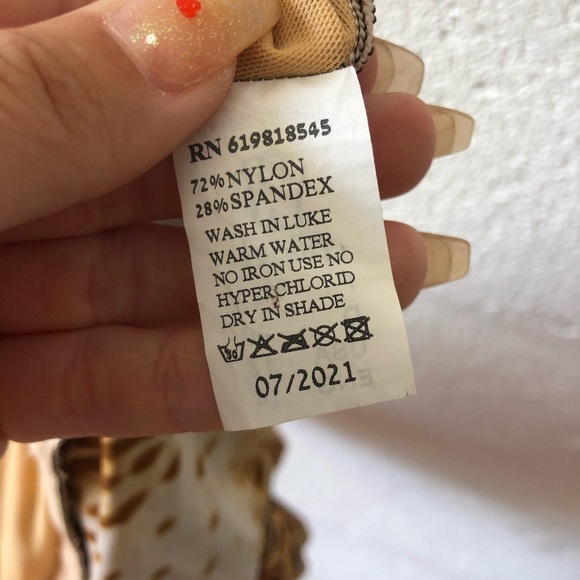 RN 619818545
72%NYLON
28%SPANDEX
WASH IN LUKE
WARM WATER
NO IRON USE NO
HYPERCHLORID
DRY IN SHADE
30
07/2021